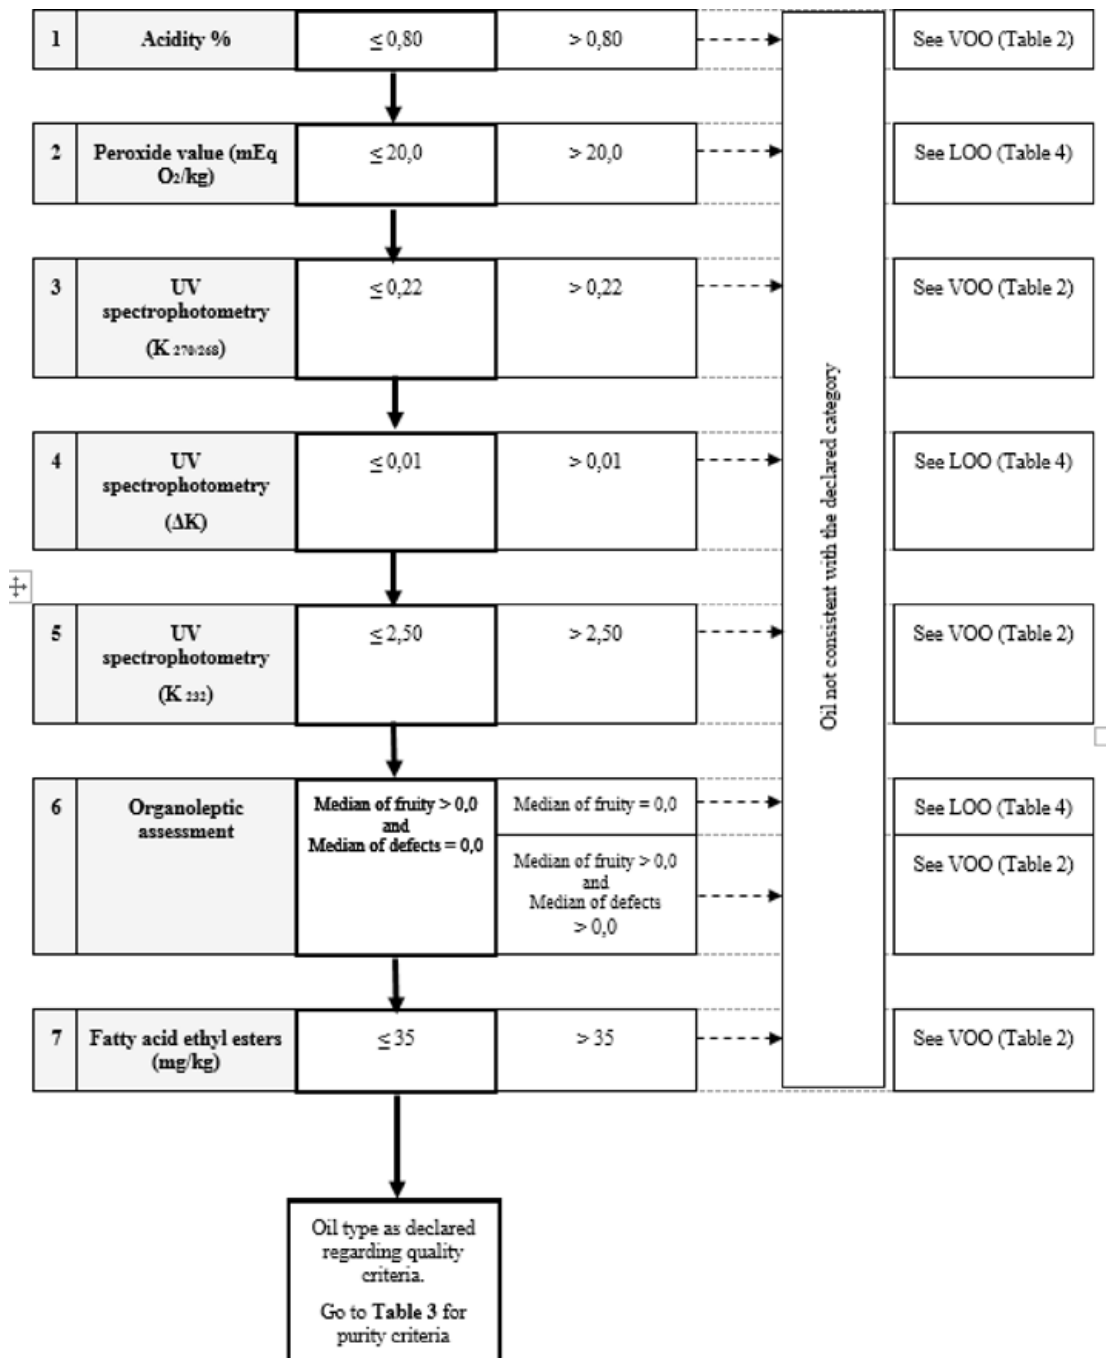 1 Acidity % ≤ 0,80 > 0,80 See VOO (Table 2)
2 Peroxide value (mEq ≤ 20,0 > 20,0 See LOO (Table 4)
O2/kg)
3 UV ≤ 0,22 > 0,22 See VOO (Table 2)
spectrophotometry
(K 270/268)
4 UV ≤ 0,01 > 0,01 See LOO (Table 4)
spectrophotometry
(ΔK)
5 UV ≤ 2,50 > 2,50 See VOO (Table 2)
spectrophotometry
(K 232)
6 Organoleptic
assessment
Median of fruity > 0,0
and
Median of defects = 0,0
Median of fruity = 0,0
See LOO (Table 4)
Median of fruity > 0,0
and
Median of defects
> 0,0
See VOO (Table 2)
7 Fatty acid ethyl esters ≤ 35 > 35 See VOO (Table 2)
(mg/kg)
Oil not consistent with the declared category
Oil type as declared
regarding quality
criteria.
Go to Table 3 for
purity criteria